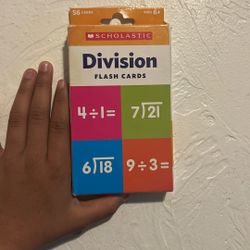 56 CARDS AGES 6+
SCHOLASTIC
Division
FLASH CARDS
4÷1= 7⟌21
6⟌18 9÷3=